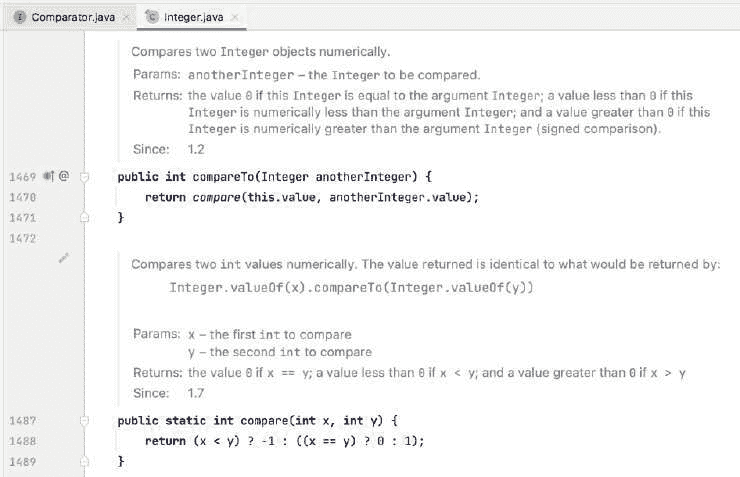 Comparator.java Integer.java
Compares two Integer objects numerically.
Params: anotherInteger – the Integer to be compared.
Returns: the value 0 if this Integer is equal to the argument Integer; a value less than 0 if this
Integer is numerically less than the argument Integer; and a value greater than 0 if this
Integer is numerically greater than the argument Integer (signed comparison).
Since: 1.2
1469 @ public int compareTo(Integer anotherInteger) {
1470 return compare(this.value, anotherInteger.value);
1471 }
1472
Compares two int values numerically. The value returned is identical to what would be returned by:
Integer.valueOf(x).compareTo(Integer.valueOf(y))
Params: x – the first int to compare
y – the second int to compare
Returns: the value 0 if x == y; a value less than 0 if x < y; and a value greater than 0 if x > y
Since: 1.7
1487 public static int compare(int x, int y) {
1488 return (x < y) ? -1 : ((x == y) ? 0 : 1);
1489 }